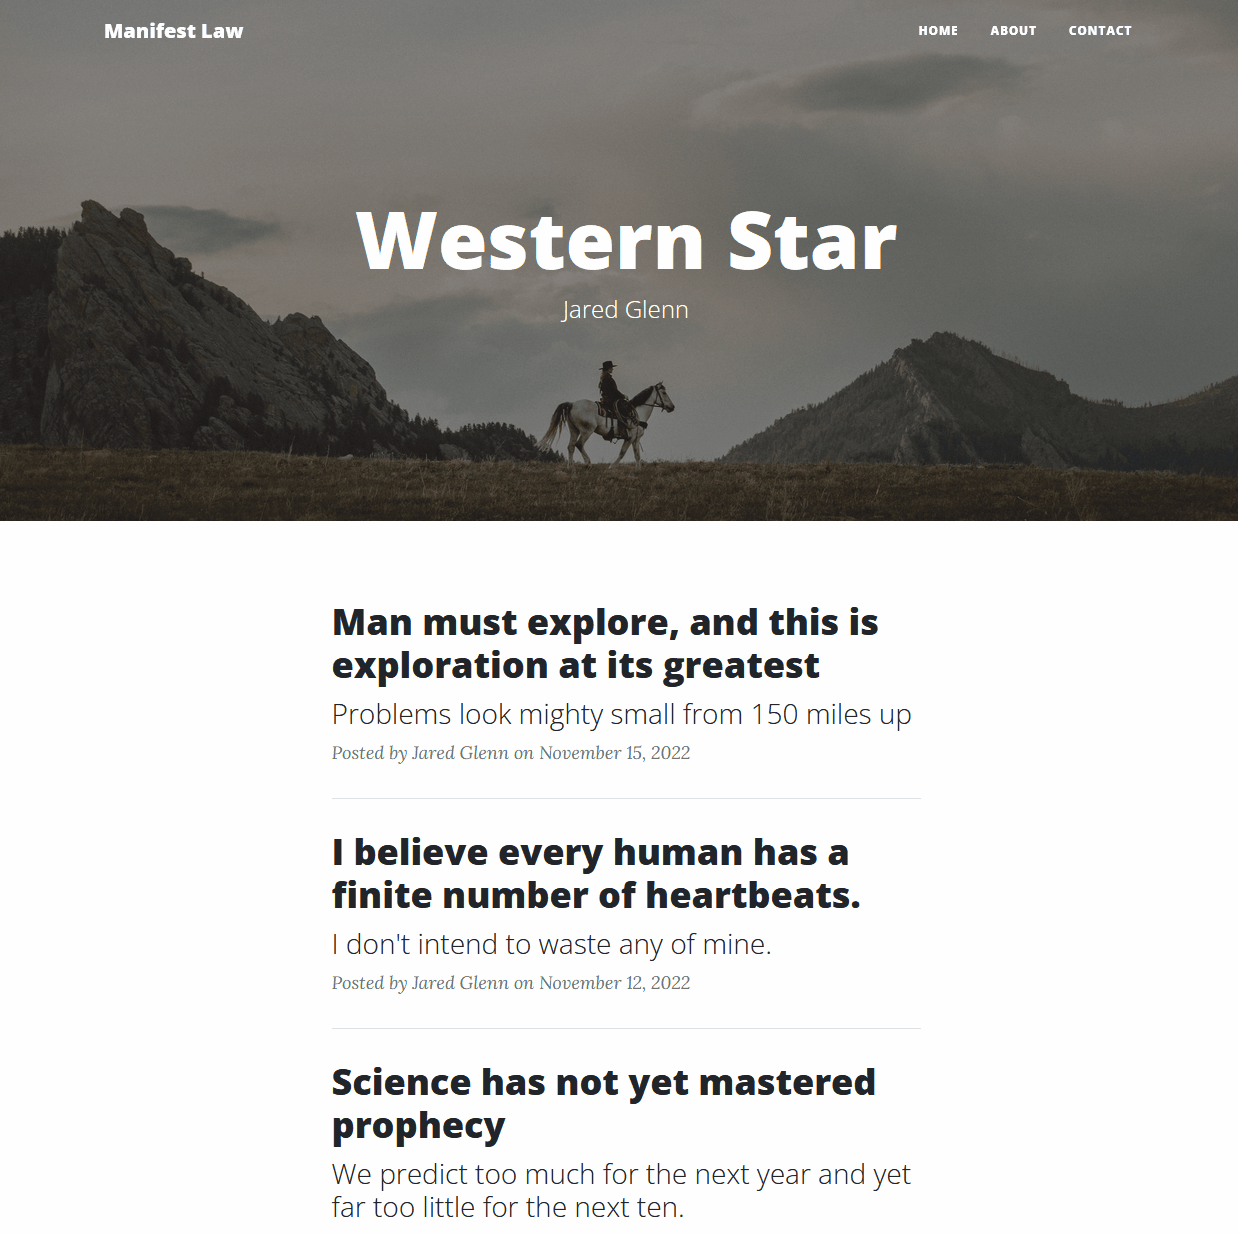 Manifest Law
HOME ABOUT CONTACT
Western Star
Jared Glenn
Man must explore, and this is
exploration at its greatest
Problems look mighty small from 150 miles up
Posted by Jared Glenn on November 15, 2022
I believe every human has a
finite number of heartbeats.
I don't intend to waste any of mine.
Posted by Jared Glenn on November 12, 2022
Science has not yet mastered
prophecy
We predict too much for the next year and yet
far too little for the next ten.